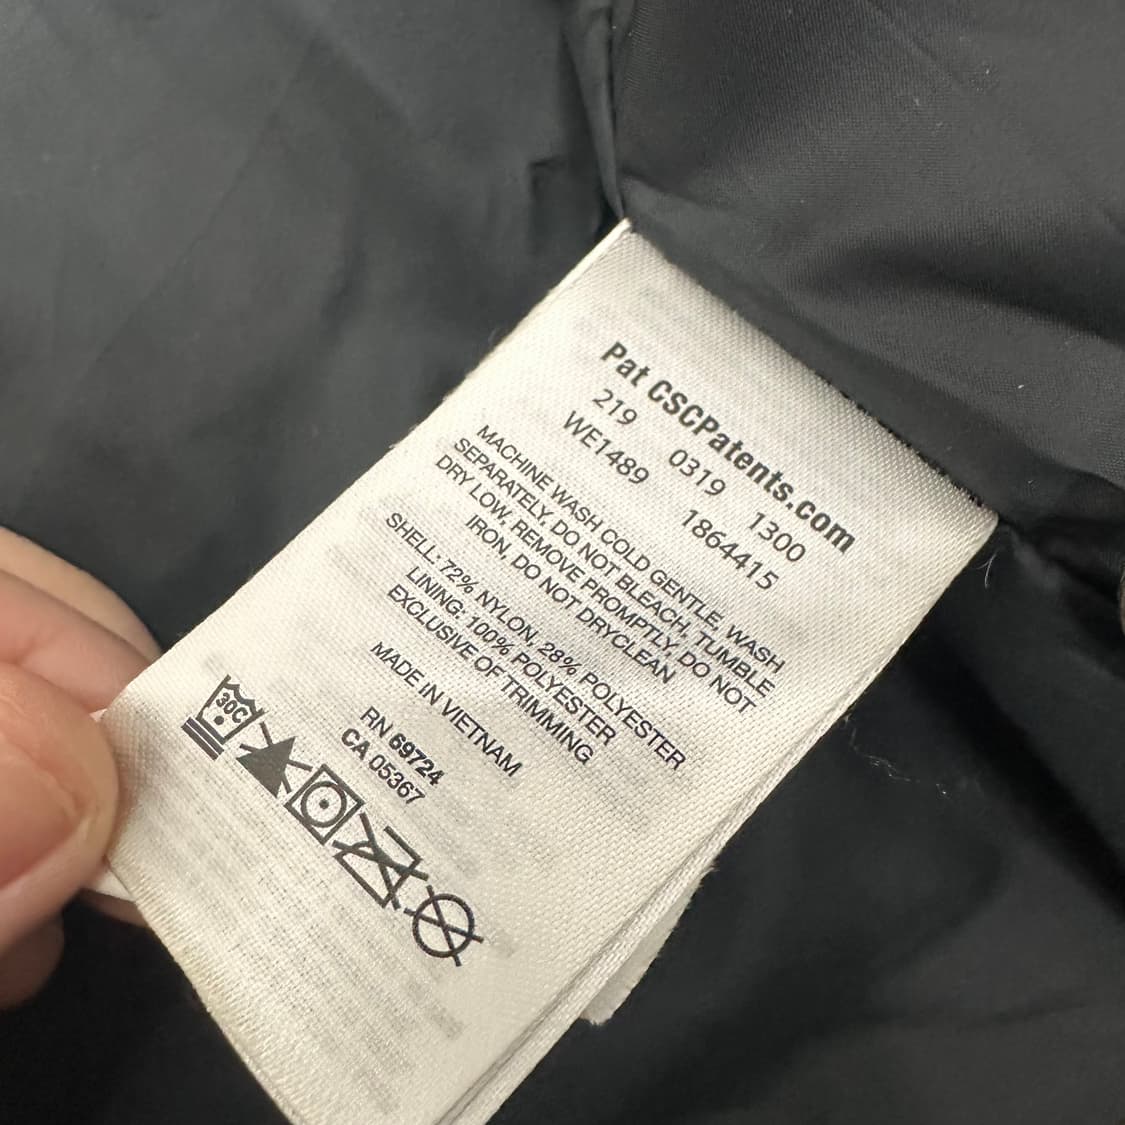 Pat CSCPatents.com
219 0319 1300
WE1489 1864415
MACHINE WASH COLD GENTLE, WASH
SEPARATELY, DO NOT BLEACH, TUMBLE
DRY LOW, REMOVE PROMPTLY, DO NOT
IRON, DO NOT DRYCLEAN
SHELL: 72% NYLON, 28% POLYESTER
LINING: 100% POLYESTER
EXCLUSIVE OF TRIMMING
MADE IN VIETNAM
RN 69724
CA 05367
30C